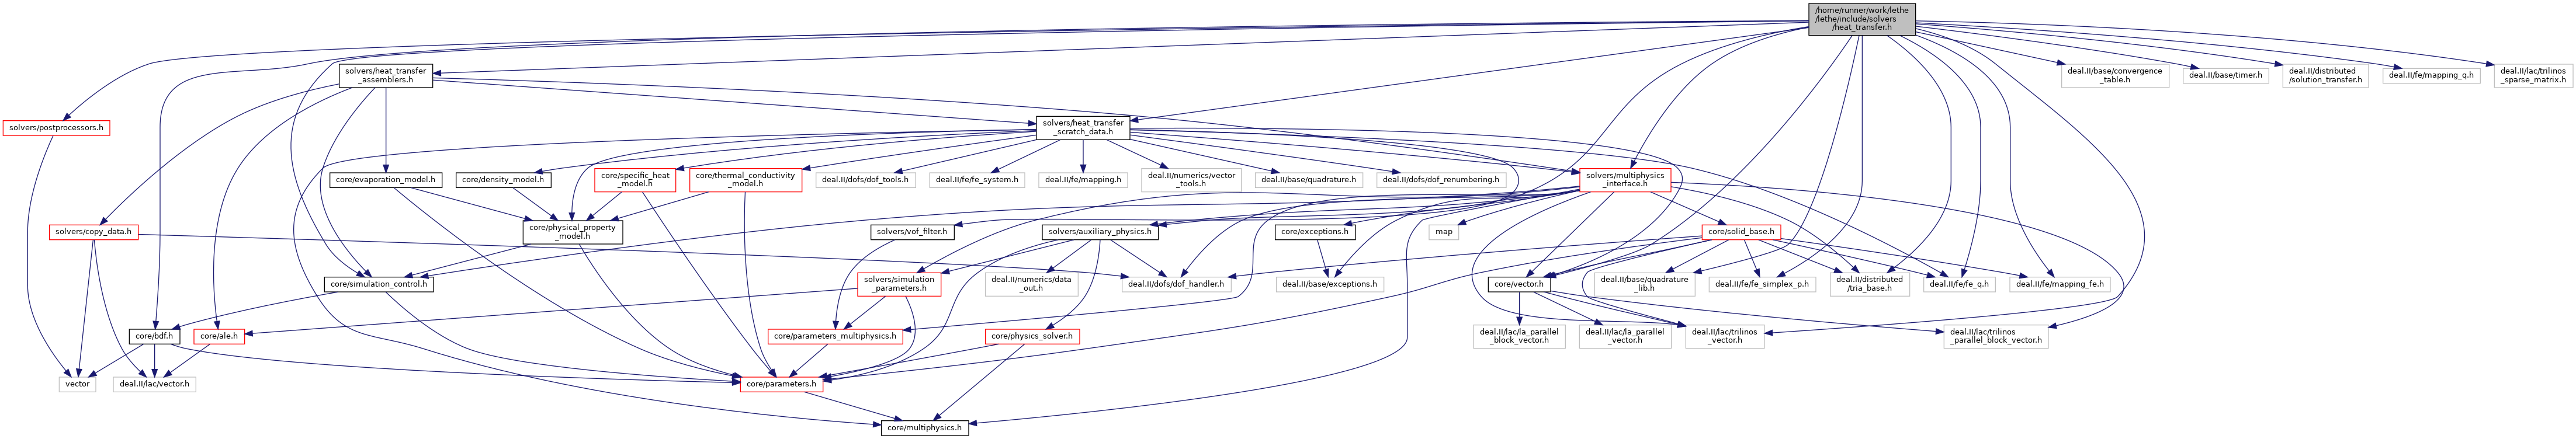 /home/runner/work/lethe
/lethe/include/solvers
/heat_transfer.h
solvers/heat_transfer
_assemblers.h
deal.II/base/convergence
_table.h
deal.II/base/timer.h
deal.II/distributed
/solution_transfer.h
deal.II/fe/mapping_q.h
deal.II/lac/trilinos
_sparse_matrix.h
solvers/postprocessors.h
solvers/heat_transfer
_scratch_data.h
core/evaporation_model.h
core/density_model.h
core/specific_heat
_model.h
core/thermal_conductivity
_model.h
deal.II/dofs/dof_tools.h
deal.II/fe/fe_system.h
deal.II/fe/mapping.h
deal.II/numerics/vector
_tools.h
deal.II/base/quadrature.h
deal.II/dofs/dof_renumbering.h
solvers/multiphysics
_interface.h
solvers/copy_data.h
core/physical_property
_model.h
solvers/vof_filter.h
solvers/auxiliary_physics.h
core/exceptions.h
map
core/solid_base.h
core/simulation_control.h
solvers/simulation
_parameters.h
deal.II/numerics/data
_out.h
deal.II/dofs/dof_handler.h
deal.II/base/exceptions.h
core/vector.h
deal.II/base/quadrature
_lib.h
deal.II/fe/fe_simplex_p.h
deal.II/distributed
/tria_base.h
deal.II/fe/fe_q.h
deal.II/fe/mapping_fe.h
core/bdf.h
core/ale.h
core/parameters_multiphysics.h
core/physics_solver.h
deal.II/lac/la_parallel
_block_vector.h
deal.II/lac/la_parallel
_vector.h
deal.II/lac/trilinos
_vector.h
deal.II/lac/trilinos
_parallel_block_vector.h
vector
deal.II/lac/vector.h
core/parameters.h
core/multiphysics.h